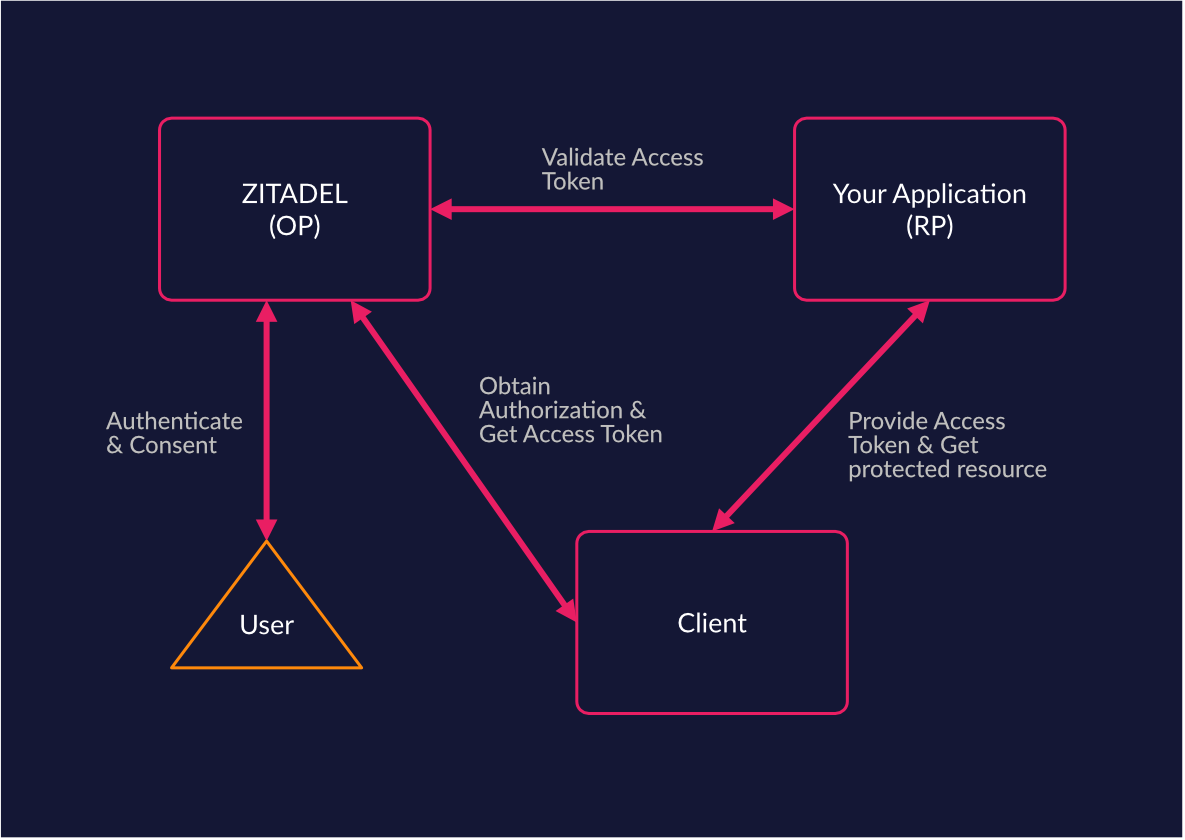 ZITADEL
(OP)
Validate Access
Token
Your Application
(RP)
Authenticate
& Consent
Obtain
Authorization &
Get Access Token
Provide Access
Token & Get
protected resource
User
Client